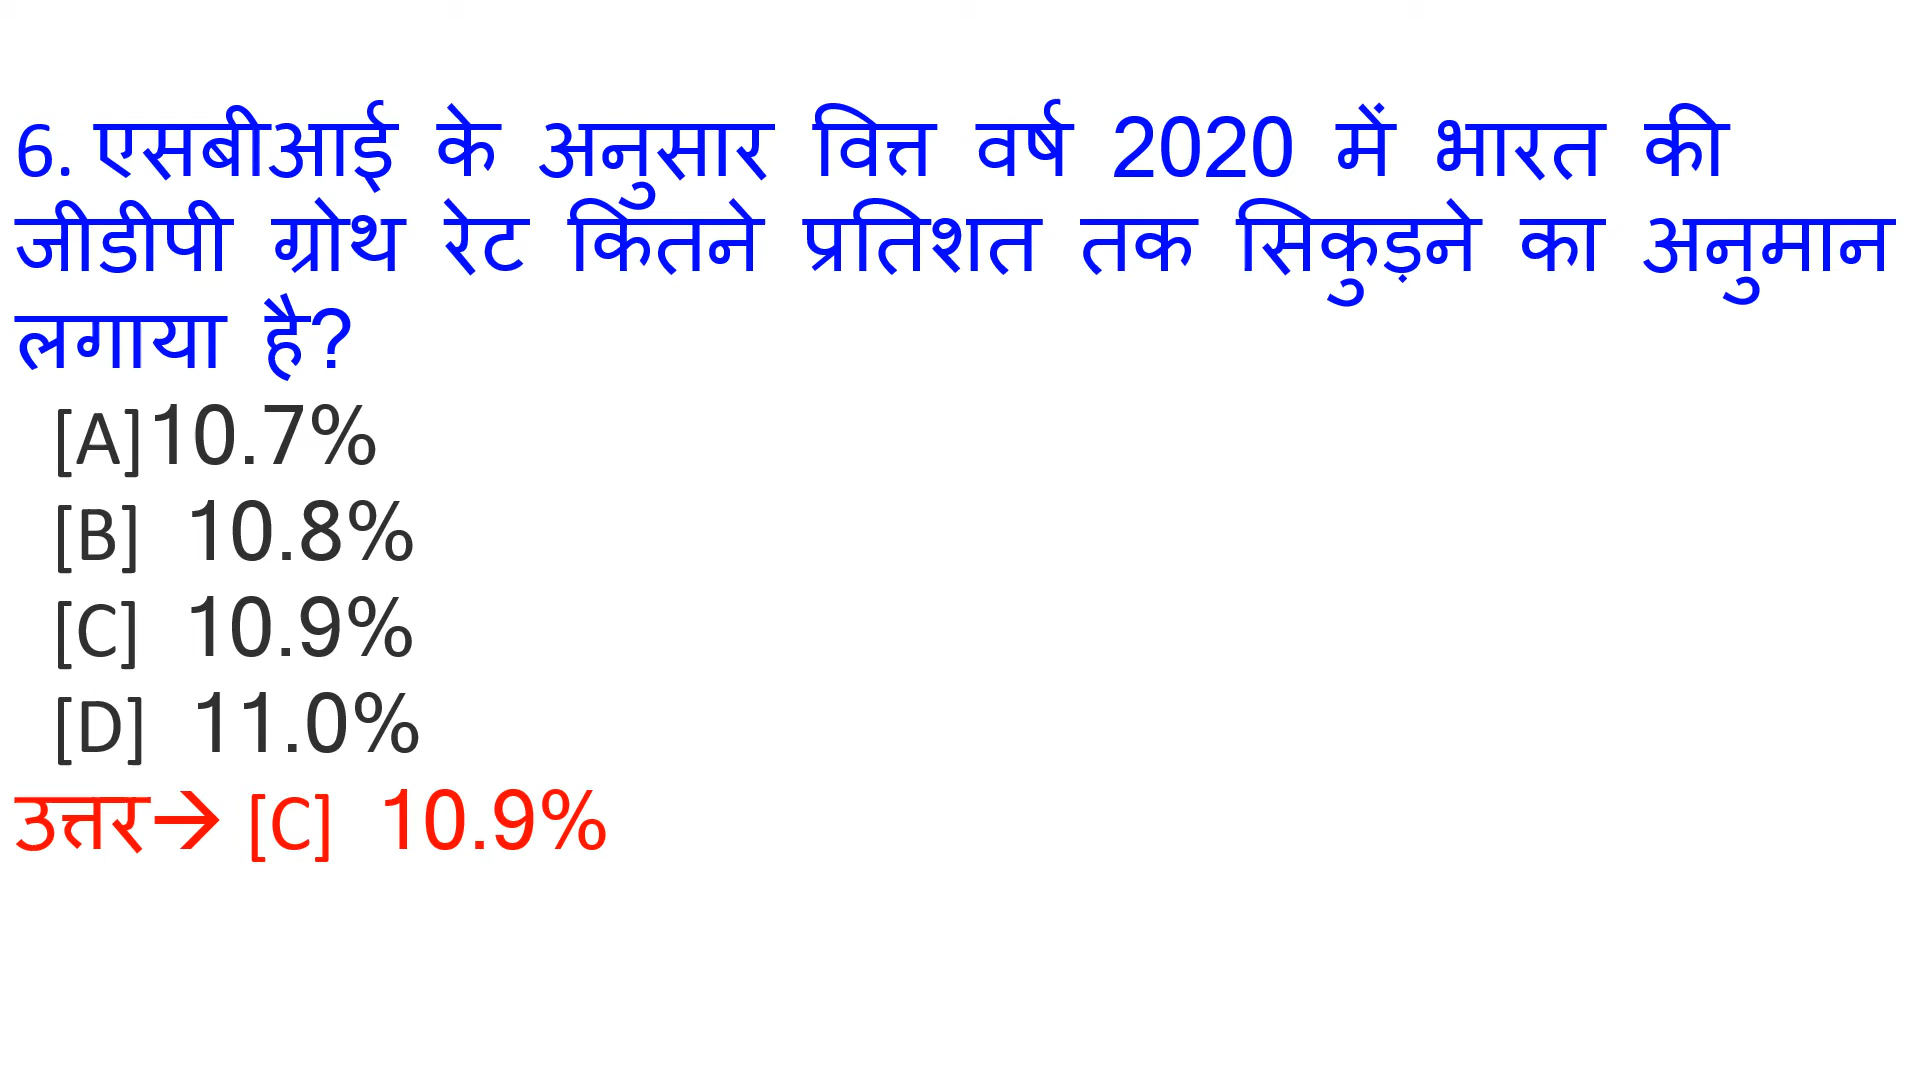 6. एसबीआई के अनुसार वित्त वर्ष 2020 में भारत की
जीडीपी ग्रोथ रेट कितने प्रतिशत तक सिकुड़ने का अनुमान
लगाया है?
[A]10.7%
[B] 10.8%
[C] 10.9%
[D] 11.0%
उत्तर→ [C] 10.9%